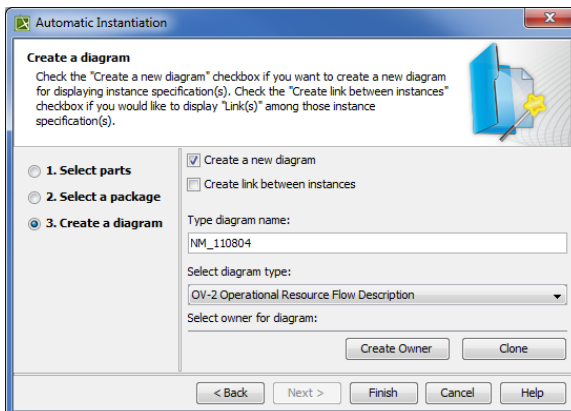 Automatic Instantiation
Create a diagram
Check the "Create a new diagram" checkbox if you want to create a new diagram
for displaying instance specification(s). Check the "Create link between instances"
checkbox if you would like to display "Link(s)" among those instance
specification(s).
1. Select parts
2. Select a package
3. Create a diagram
Create a new diagram
Create link between instances
Type diagram name:
NM_110804
Select diagram type:
OV-2 Operational Resource Flow Description
Select owner for diagram:
Create Owner
Clone
< Back
Next >
Finish
Cancel
Help